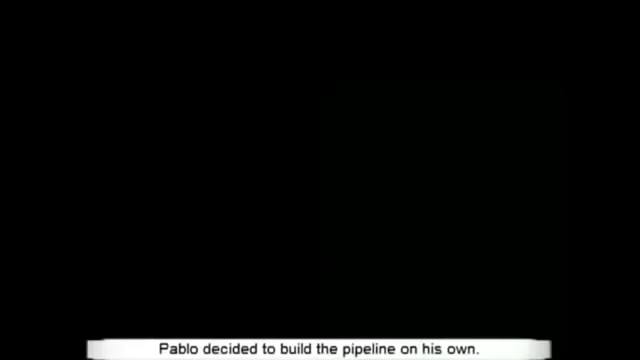 Pablo decided to build the pipeline on his own.